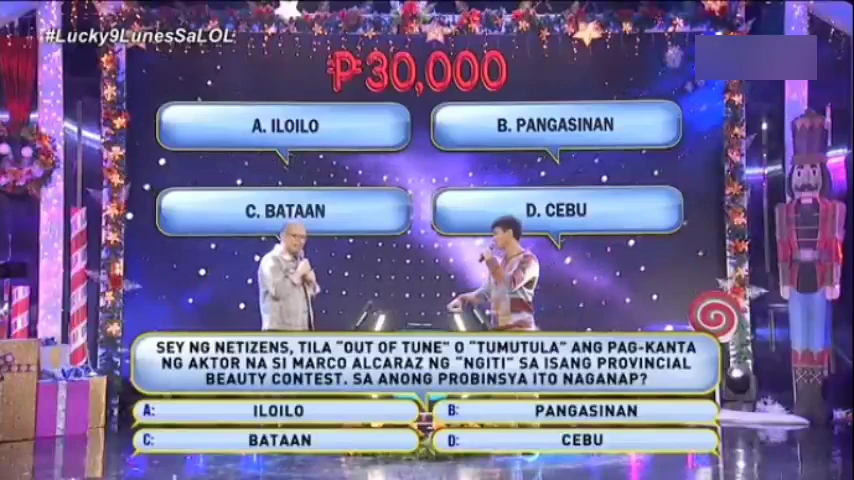 #Lucky9LunesSaLOL
₱30,000
A. ILOILO
B. PANGASINAN
C. BATAAN
D. CEBU
SEY NG NETIZENS, TILA "OUT OF TUNE" O "TUMUTULA" ANG PAG-KANTA
NG AKTOR NA SI MARCO ALCARAZ NG "NGITI" SA ISANG PROVINCIAL
BEAUTY CONTEST. SA ANONG PROBINSYA ITO NAGANAP?
A: ILOILO
B: PANGASINAN
C: BATAAN
D: CEBU